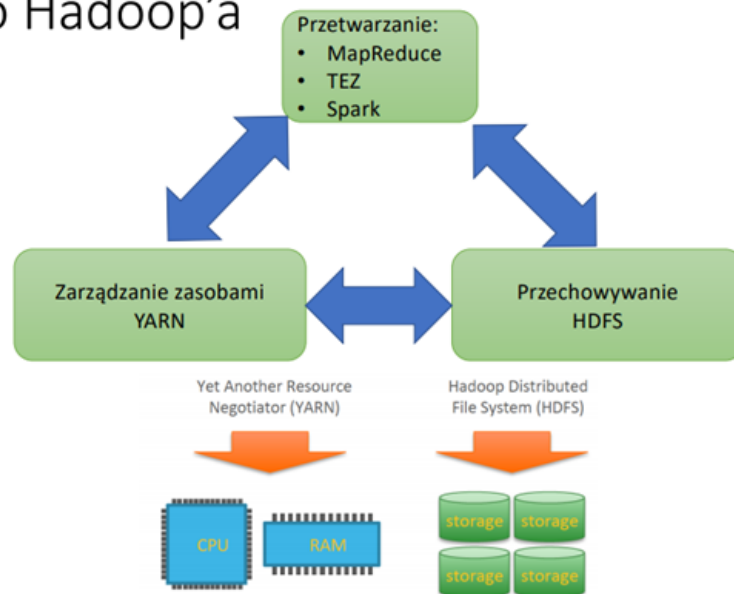 Hadoop'a
Przetwarzanie:
• MapReduce
• TEZ
• Spark
Zarządzanie zasobami
YARN
Przechowywanie
HDFS
Yet Another Resource
Negotiator (YARN)
Hadoop Distributed
File System (HDFS)
CPU
RAM
storage storage
storage storage